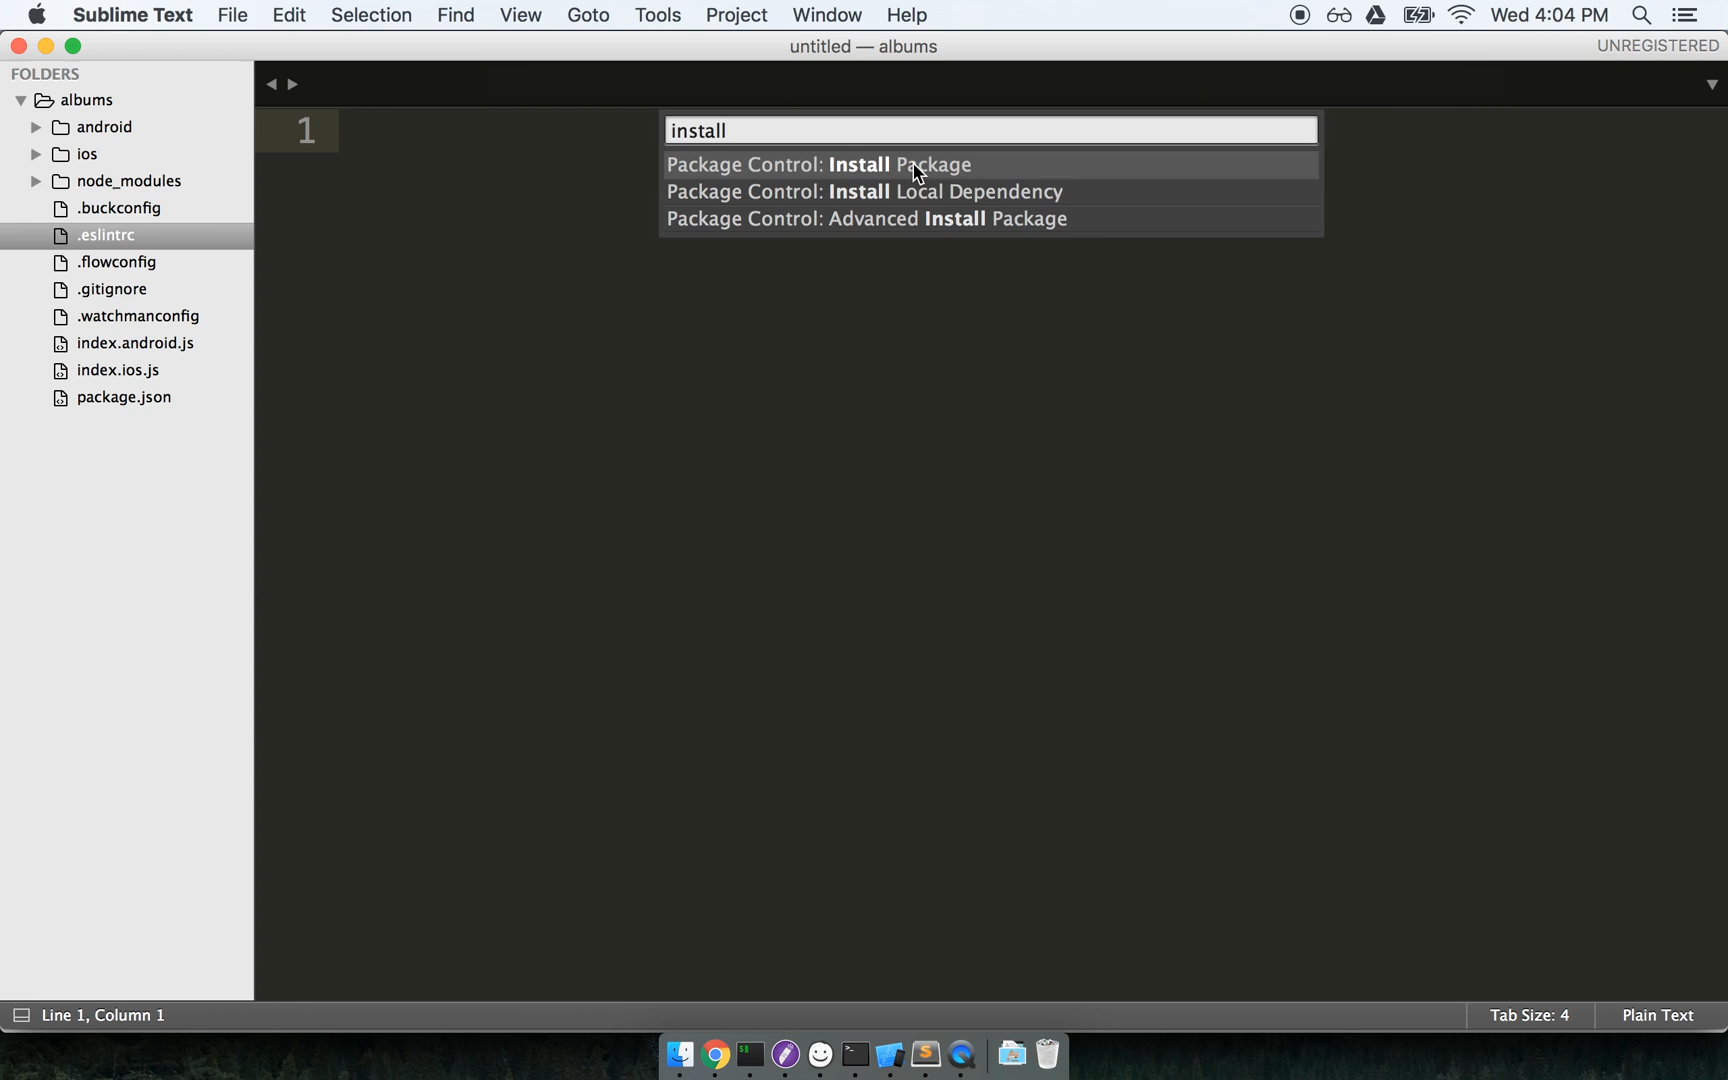 Sublime Text File Edit Selection Find View Goto Tools Project Window Help Wed 4:04 PM
untitled — albums UNREGISTERED
FOLDERS
albums
android
ios
node_modules
.buckconfig
.eslintrc
.flowconfig
.gitignore
.watchmanconfig
index.android.js
index.ios.js
package.json
1
install
Package Control: Install Package
Package Control: Install Local Dependency
Package Control: Advanced Install Package
Line 1, Column 1 Tab Size: 4 Plain Text